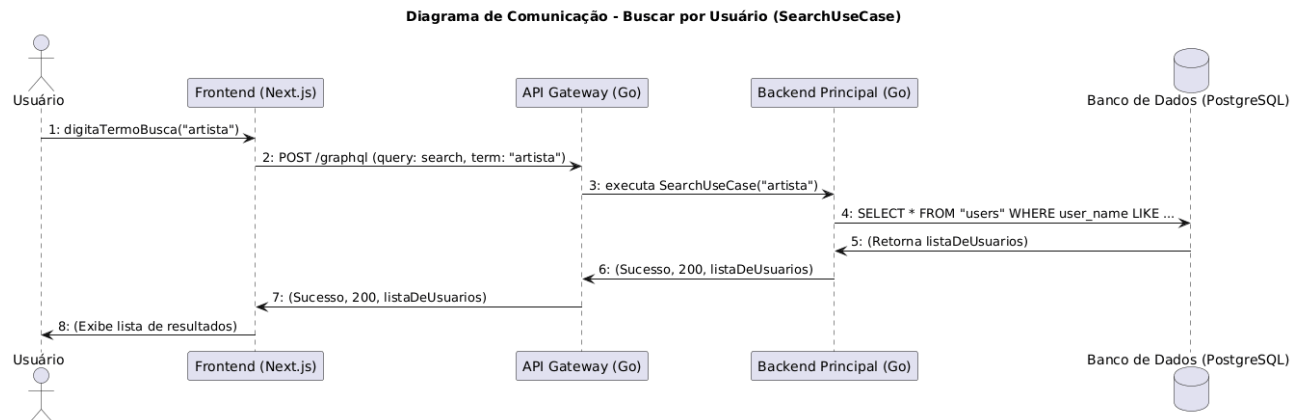 Diagrama de Comunicação - Buscar por Usuário (SearchUseCase)
Usuário
Frontend (Next.js)
API Gateway (Go)
Backend Principal (Go)
Banco de Dados (PostgreSQL)
1: digitaTermoBusca("artista")
2: POST /graphql (query: search, term: "artista")
3: executa SearchUseCase("artista")
4: SELECT * FROM "users" WHERE user_name LIKE ...
5: (Retorna listaDeUsuarios)
6: (Sucesso, 200, listaDeUsuarios)
7: (Sucesso, 200, listaDeUsuarios)
8: (Exibe lista de resultados)
Usuário
Frontend (Next.js)
API Gateway (Go)
Backend Principal (Go)
Banco de Dados (PostgreSQL)